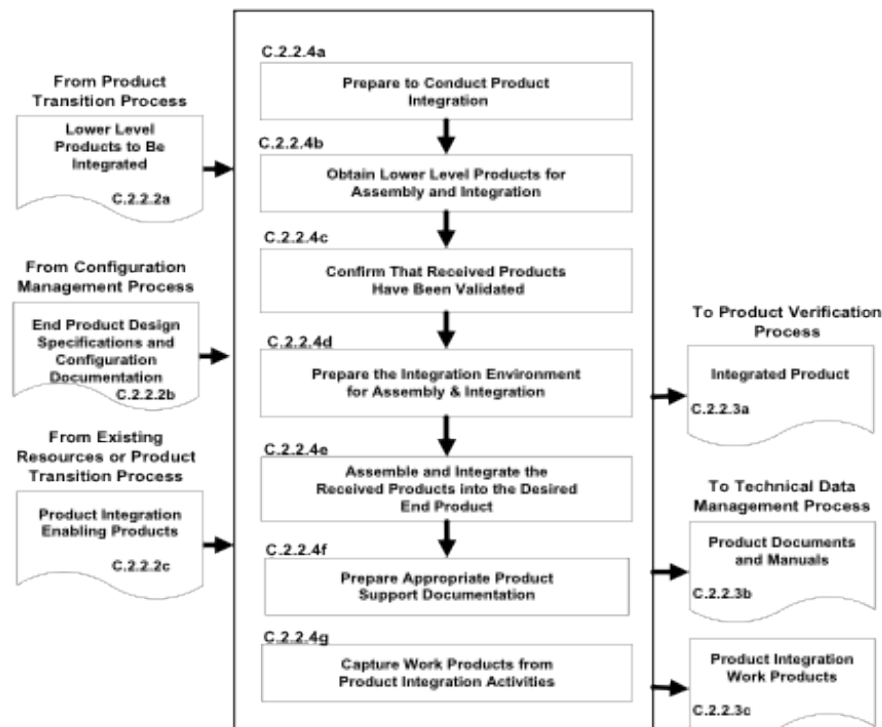 From Product
Transition Process
Lower Level
Products to Be
Integrated
C.2.2.2a
From Configuration
Management Process
End Product Design
Specifications and
Configuration
Documentation
C.2.2.2b
From Existing
Resources or Product
Transition Process
Product Integration
Enabling Products
C.2.2.2c
C.2.2.4a
Prepare to Conduct Product
Integration
C.2.2.4b
Obtain Lower Level Products for
Assembly and Integration
C.2.2.4c
Confirm That Received Products
Have Been Validated
C.2.2.4d
Prepare the Integration Environment
for Assembly & Integration
C.2.2.4e
Assemble and Integrate the
Received Products into the Desired
End Product
C.2.2.4f
Prepare Appropriate Product
Support Documentation
C.2.2.4g
Capture Work Products from
Product Integration Activities
To Product Verification
Process
Integrated Product
C.2.2.3a
To Technical Data
Management Process
Product Documents
and Manuals
C.2.2.3b
Product Integration
Work Products
C.2.2.3c